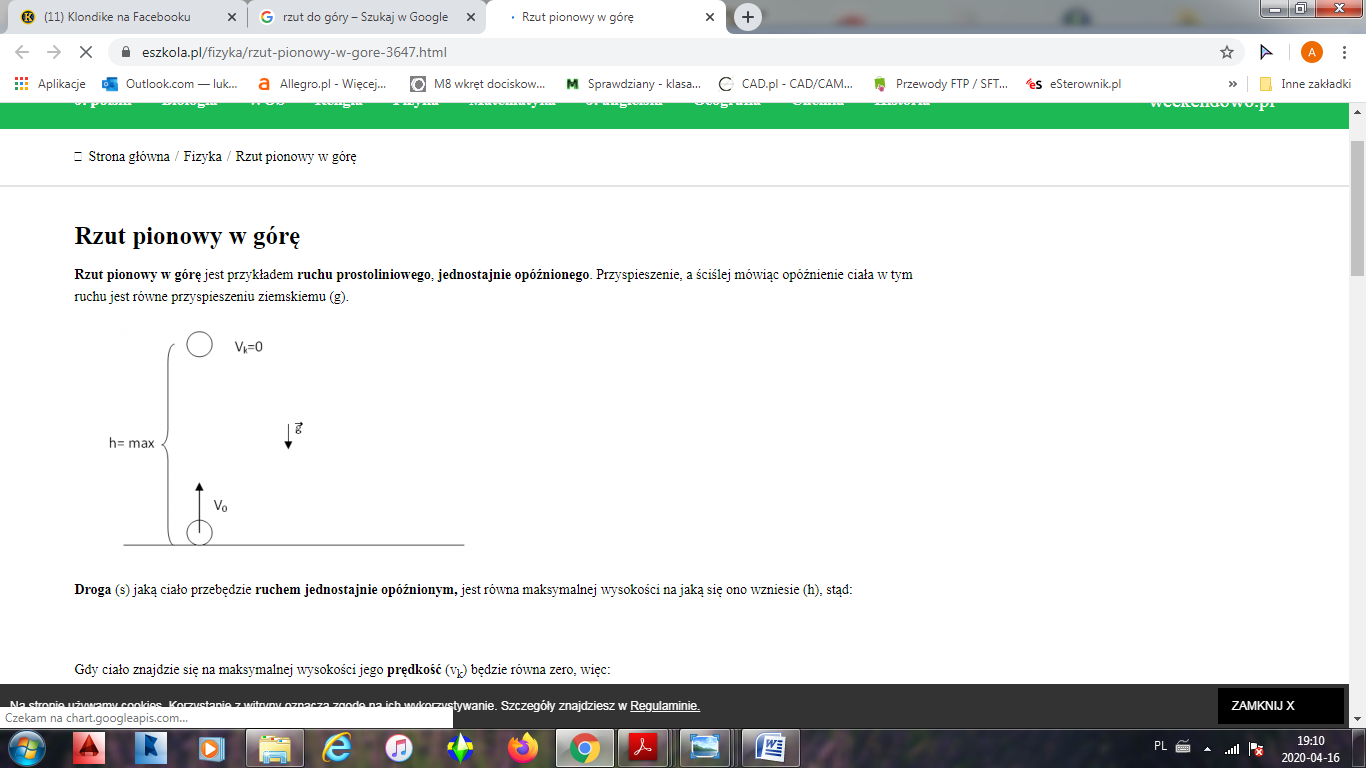 (11) Klondike na Facebooku
rzut do góry – Szukaj w Google
Rzut pionowy w górę
eszkola.pl/fizyka/rzut-pionowy-w-gore-3647.html
A
Aplikacje
Outlook.com — luk...
Allegro.pl - Więcej...
M8 wkręt dociskow...
Sprawdziany - klasa...
CAD.pl - CAD/CAM...
Przewody FTP / SFT...
eSterownik.pl
»
Inne zakładki
weekendowo.pl
Strona główna / Fizyka / Rzut pionowy w górę
Rzut pionowy w górę
Rzut pionowy w górę jest przykładem ruchu prostoliniowego, jednostajnie opóźnionego. Przyspieszenie, a ściślej mówiąc opóźnienie ciała w tym
ruchu jest równe przyspieszeniu ziemskiemu (g).
Vk=0
g
h= max
V0
Droga (s) jaką ciało przebędzie ruchem jednostajnie opóźnionym, jest równa maksymalnej wysokości na jaką się ono wzniesie (h), stąd:
Gdy ciało znajdzie się na maksymalnej wysokości jego prędkość (vk) będzie równa zero, więc:
Na stronie używamy cookies. Korzystanie z witryny oznacza zgodę na ich wykorzystywanie. Szczegóły znajdziesz w Regulaminie.
ZAMKNIJ X
Czekam na chart.googleapis.com...
PL
19:10
2020-04-16